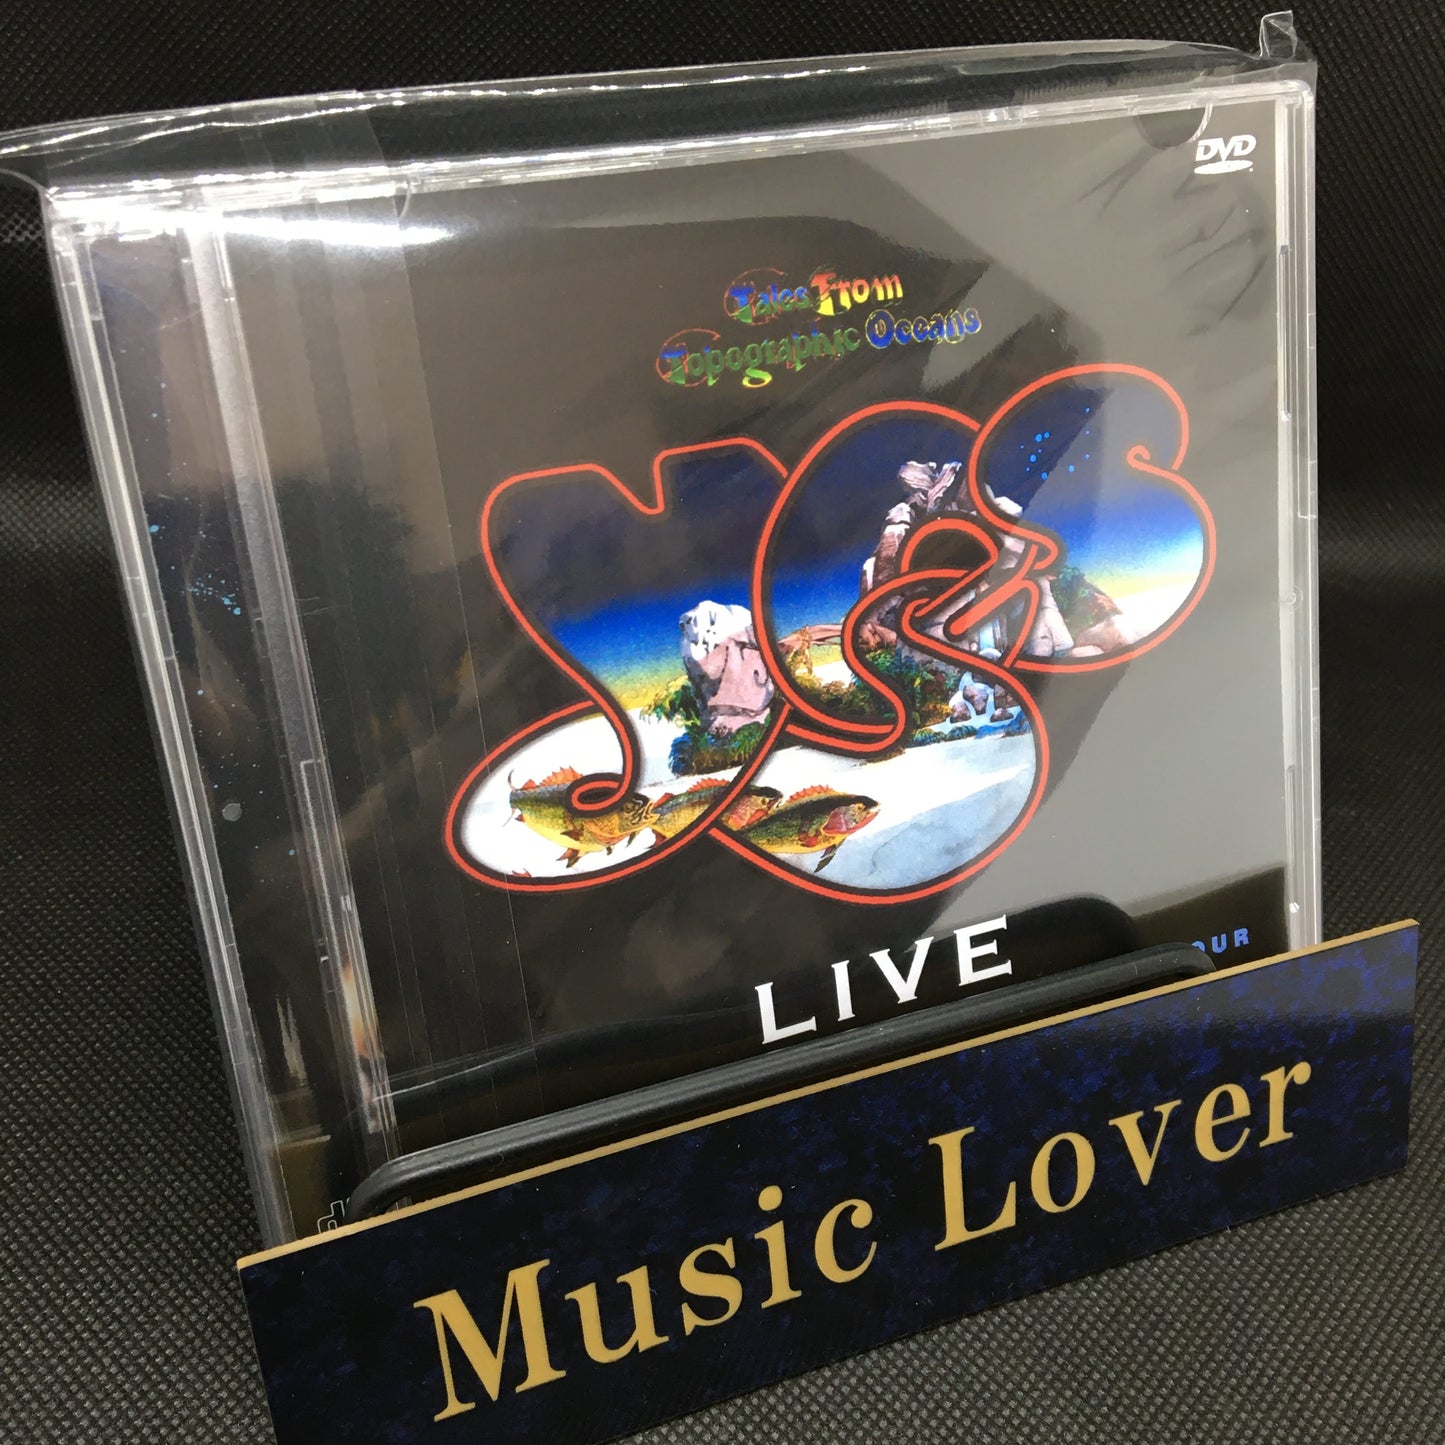 DVD
Tales From
Topographic Oceans
Yes
LIVE
OUR
Music Lover